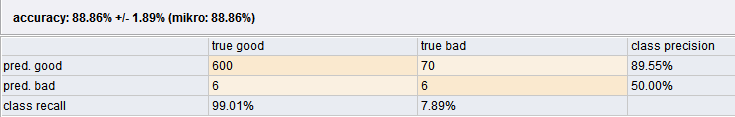 accuracy: 88.86% +/- 1.89% (mikro: 88.86%)
true good true bad class precision
pred. good 600 70 89.55%
pred. bad 6 6 50.00%
class recall 99.01% 7.89%